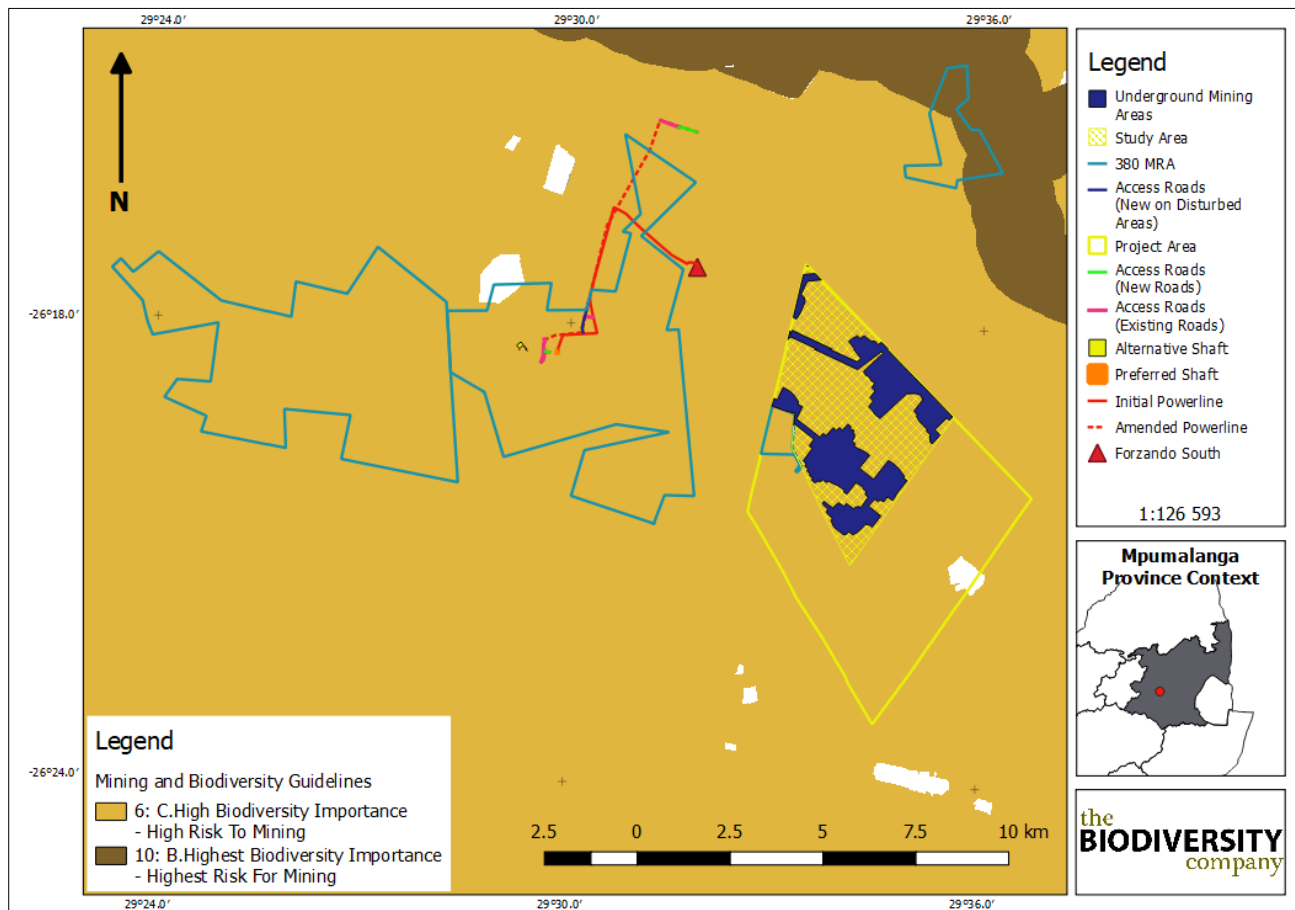 29°24.0′ 29°30.0′ 29°36.0′
-26°18.0′
-26°24.0′
N
Legend
Underground Mining
Areas
Study Area
380 MRA
Access Roads
(New on Disturbed
Areas)
Project Area
Access Roads
(New Roads)
Access Roads
(Existing Roads)
Alternative Shaft
Preferred Shaft
Initial Powerline
Amended Powerline
Forzando South
1:126 593
Mpumalanga
Province Context
the
BIODIVERSITY
company
Legend
Mining and Biodiversity Guidelines
6: C.High Biodiversity Importance
- High Risk To Mining
10: B.Highest Biodiversity Importance
- Highest Risk For Mining
2.5 0 2.5 5 7.5 10 km
29°24.0′ 29°30.0′ 29°36.0′